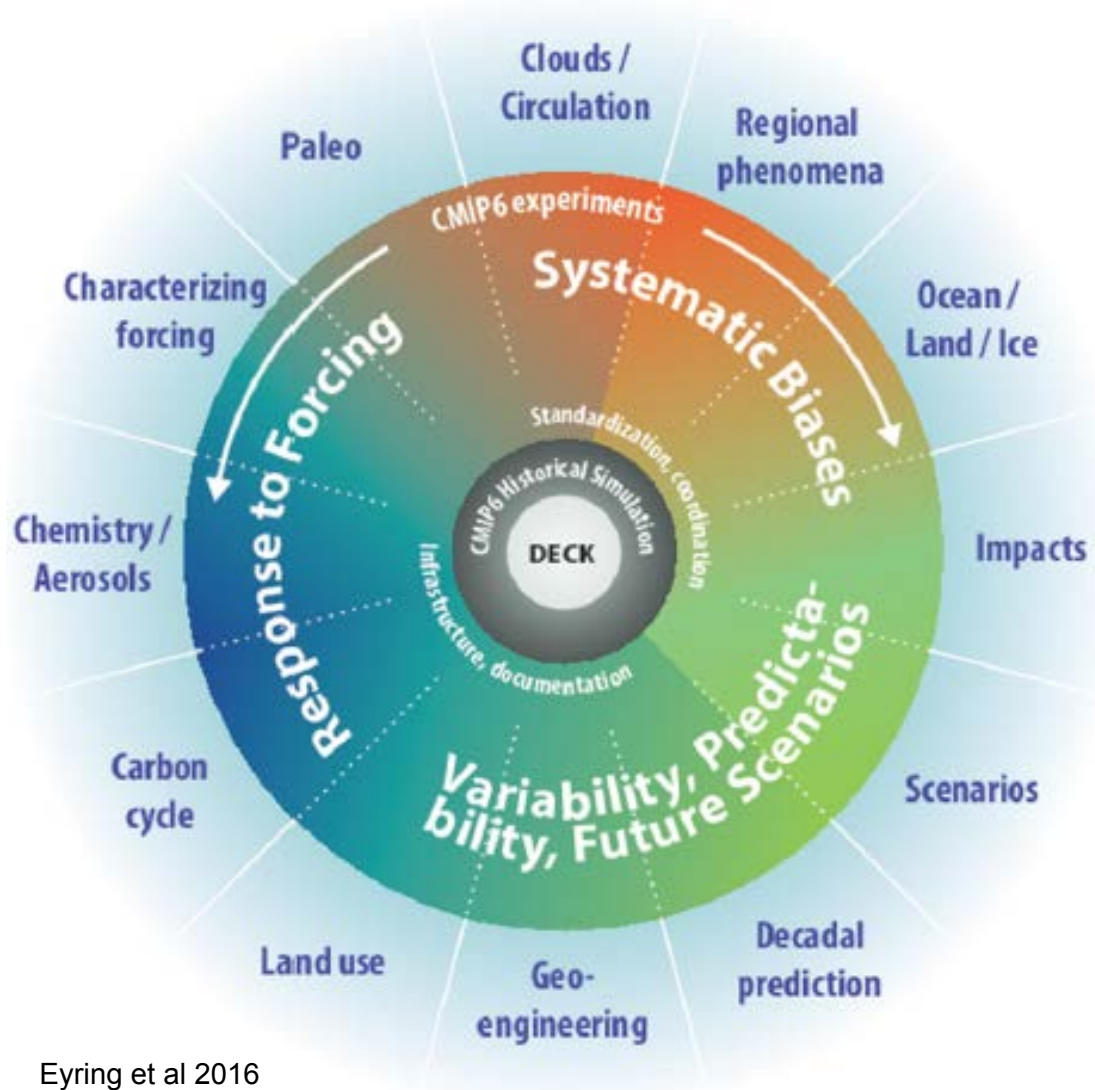 Clouds /
Circulation
Regional
phenomena
Ocean /
Land / Ice
Impacts
Scenarios
Decadal
prediction
Geo-
engineering
Land use
Carbon
cycle
Chemistry /
Aerosols
Characterizing
forcing
Paleo
CMIP6 experiments
Systematic Biases
Variability, Predicta-
bility, Future Scenarios
Response to Forcing
Standardization, coordination
Infrastructure, documentation
CMIP6 Historical Simulation
DECK
Eyring et al 2016